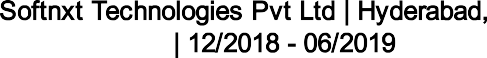 Softnxt Technologies Pvt Ltd | Hyderabad,
| 12/2018 - 06/2019